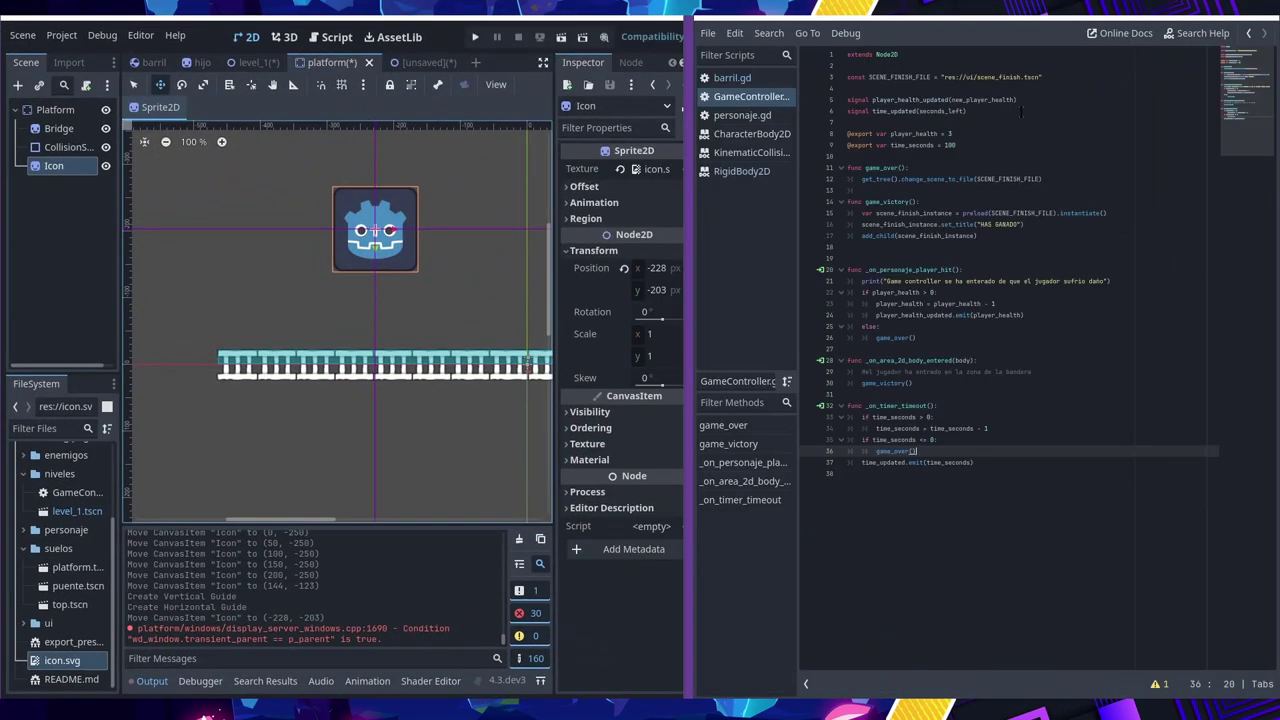 Scene Project Debug Editor Help
2D 3D Script AssetLib
Compatibility
Scene Import
barril hijo level_1(*) platform(*) [unsaved](*)
Inspector Node
View
Sprite2D
Platform
Bridge
CollisionS...
Icon
100 %
-500 -400 -300 -200 -100
Icon
Filter Properties
Sprite2D
Texture icon.s
Offset
Animation
Region
Node2D
Transform
Position x -228 px
y -203 px
Rotation 0 °
Scale x 1
y 1
Skew 0 °
CanvasItem
Visibility
Ordering
Texture
Material
Node
Process
Editor Description
Script <empty>
Add Metadata
FileSystem
res://icon.sv
Filter Files
enemigos
niveles
GameCon...
level_1.tscn
personaje
suelos
platform.t...
puente.tscn
top.tscn
ui
export_pres...
icon.svg
README.md
Move CanvasItem "Icon" to (0, -250)
Move CanvasItem "Icon" to (50, -250)
Move CanvasItem "Icon" to (100, -250)
Move CanvasItem "Icon" to (150, -250)
Move CanvasItem "Icon" to (200, -250)
Move CanvasItem "Icon" to (144, -123)
Create Vertical Guide
Create Horizontal Guide
Move CanvasItem "Icon" to (-228, -203)
platform/windows/display_server_windows.cpp:1690 - Condition
"wd_window.transient_parent == p_parent" is true.
1
30
0
160
Filter Messages
Output Debugger Search Results Audio Animation Shader Editor 4.3.dev3
File Edit Search Go To Debug
Online Docs Search Help
Filter Scripts
barril.gd
GameController...
personaje.gd
CharacterBody2D
KinematicCollisi...
RigidBody2D
GameController.g
Filter Methods
game_over
game_victory
_on_personaje_pla...
_on_area_2d_body_...
_on_timer_timeout
1 extends Node2D
2
3 const SCENE_FINISH_FILE = "res://ui/scene_finish.tscn"
4
5 signal player_health_updated(new_player_health)
6 signal time_updated(seconds_left)
7
8 @export var player_health = 3
9 @export var time_seconds = 100
10
11 func game_over():
12 get_tree().change_scene_to_file(SCENE_FINISH_FILE)
13
14 func game_victory():
15 var scene_finish_instance = preload(SCENE_FINISH_FILE).instantiate()
16 scene_finish_instance.set_title("HAS GANADO")
17 add_child(scene_finish_instance)
18
19
20 func _on_personaje_player_hit():
21 print("Game controller se ha enterado de que el jugador sufrio daño")
22 if player_health > 0:
23 player_health = player_health - 1
24 player_health_updated.emit(player_health)
25 else:
26 game_over()
27
28 func _on_area_2d_body_entered(body):
29 #el jugador ha entrado en la zona de la bandera
30 game_victory()
31
32 func _on_timer_timeout():
33 if time_seconds > 0:
34 time_seconds = time_seconds - 1
35 if time_seconds <= 0:
36 game_over()
37 time_updated.emit(time_seconds)
38
1 36 : 20 | Tabs